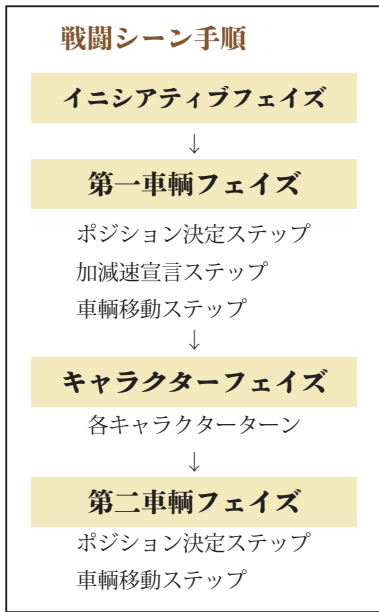 戦闘シーン手順
イニシアティブフェイズ
↓
第一車輌フェイズ
ポジション決定ステップ
加減速宣言ステップ
車輌移動ステップ
↓
キャラクターフェイズ
各キャラクターターン
↓
第二車輌フェイズ
ポジション決定ステップ
車輌移動ステップ